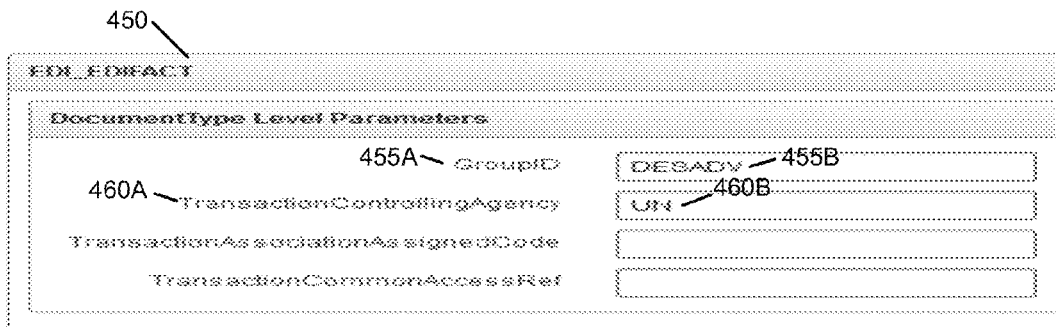 450
EDI_EDIFACT
DocumentType Level Parameters
455A GroupID DESADV 455B
460A TransactionControllingAgency UN 460B
TransactionAssociationAssignedCode
TransactionCommonAccessRef